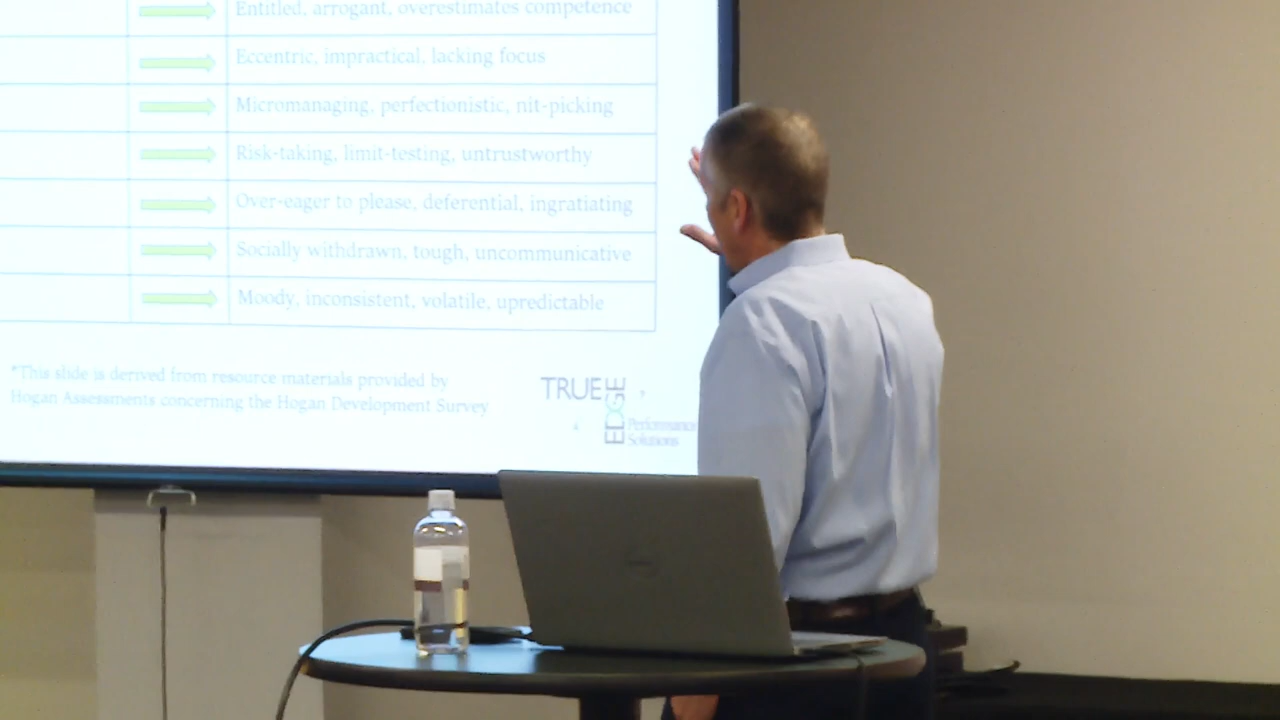 Entitled, arrogant, overestimates competence
Eccentric, impractical, lacking focus
Micromanaging, perfectionistic, nit-picking
Risk-taking, limit-testing, untrustworthy
Over-eager to please, deferential, ingratiating
Socially withdrawn, tough, uncommunicative
Moody, inconsistent, volatile, upredictable
*This slide is derived from resource materials provided by
Hogan Assessments concerning the Hogan Development Survey
TRUE
EDGE
Performance
Solutions